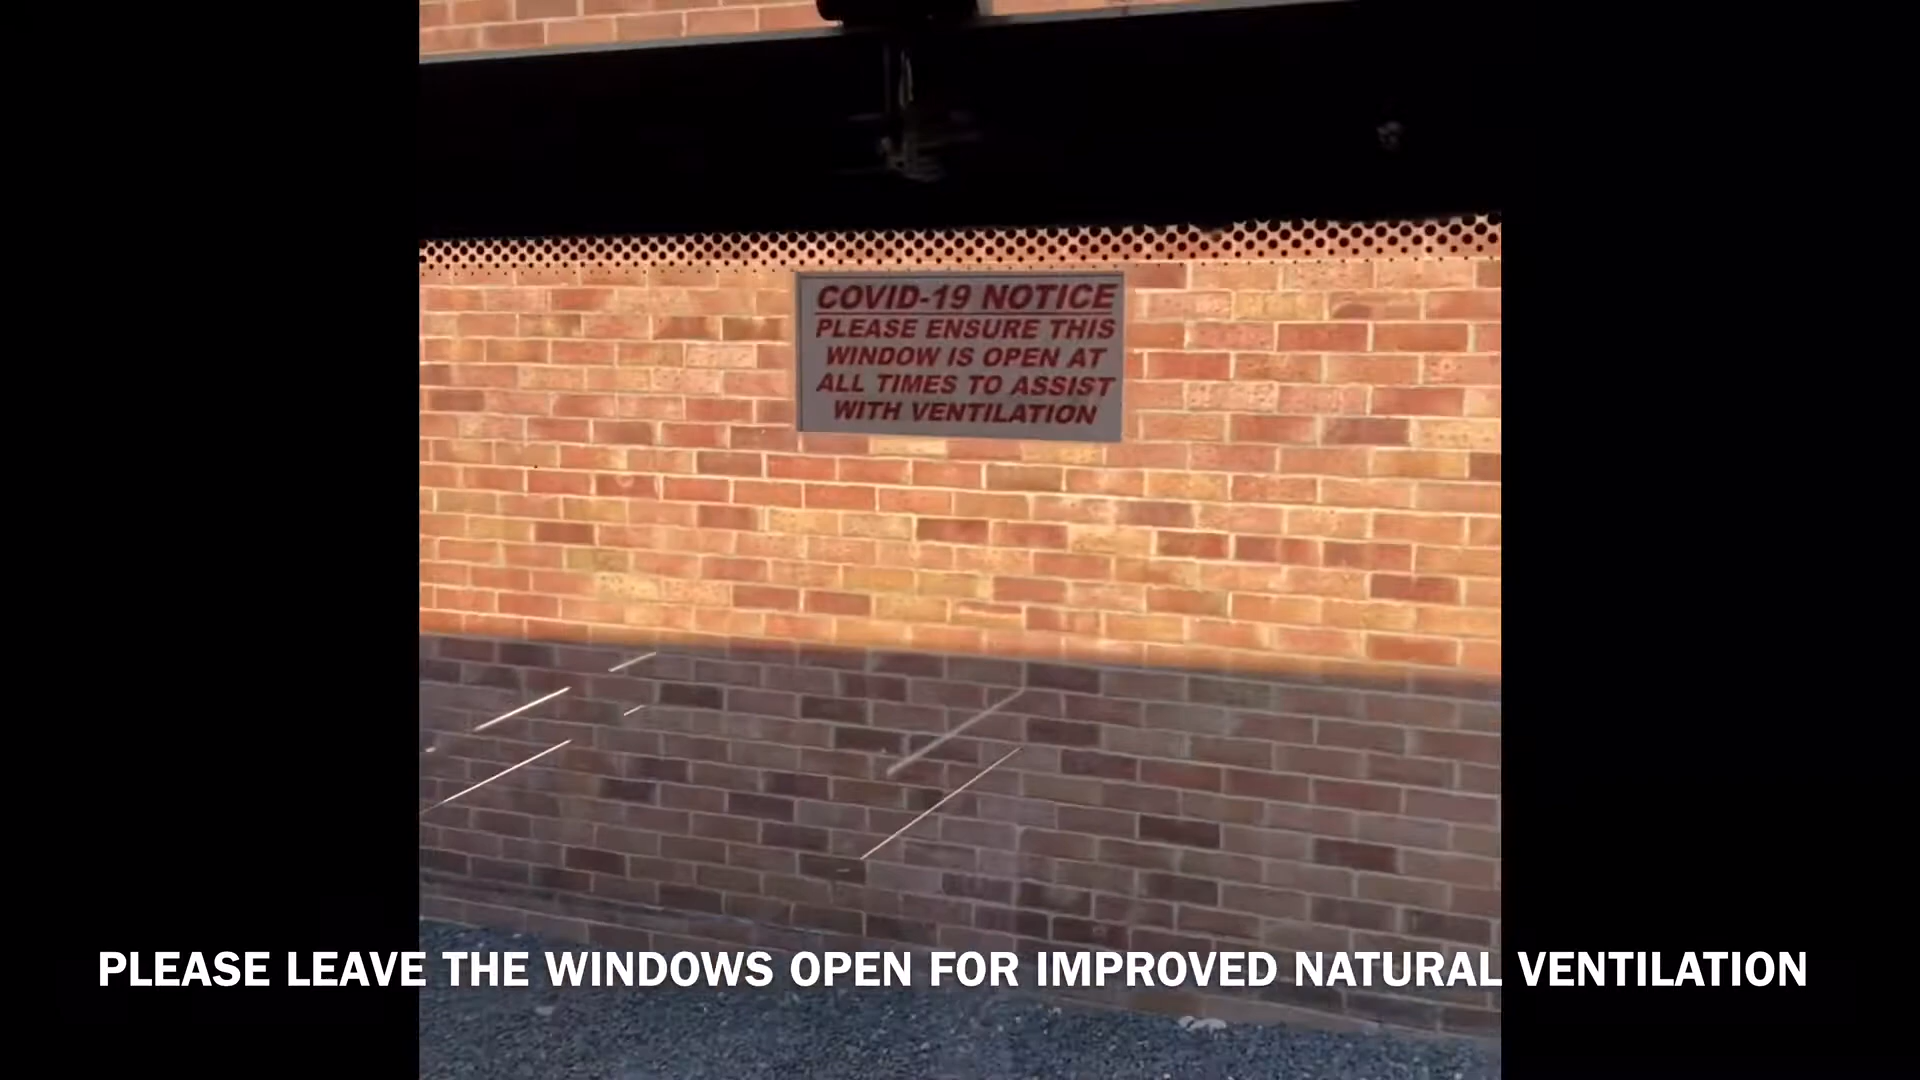 COVID-19 NOTICE
PLEASE ENSURE THIS
WINDOW IS OPEN AT
ALL TIMES TO ASSIST
WITH VENTILATION
PLEASE LEAVE THE WINDOWS OPEN FOR IMPROVED NATURAL VENTILATION